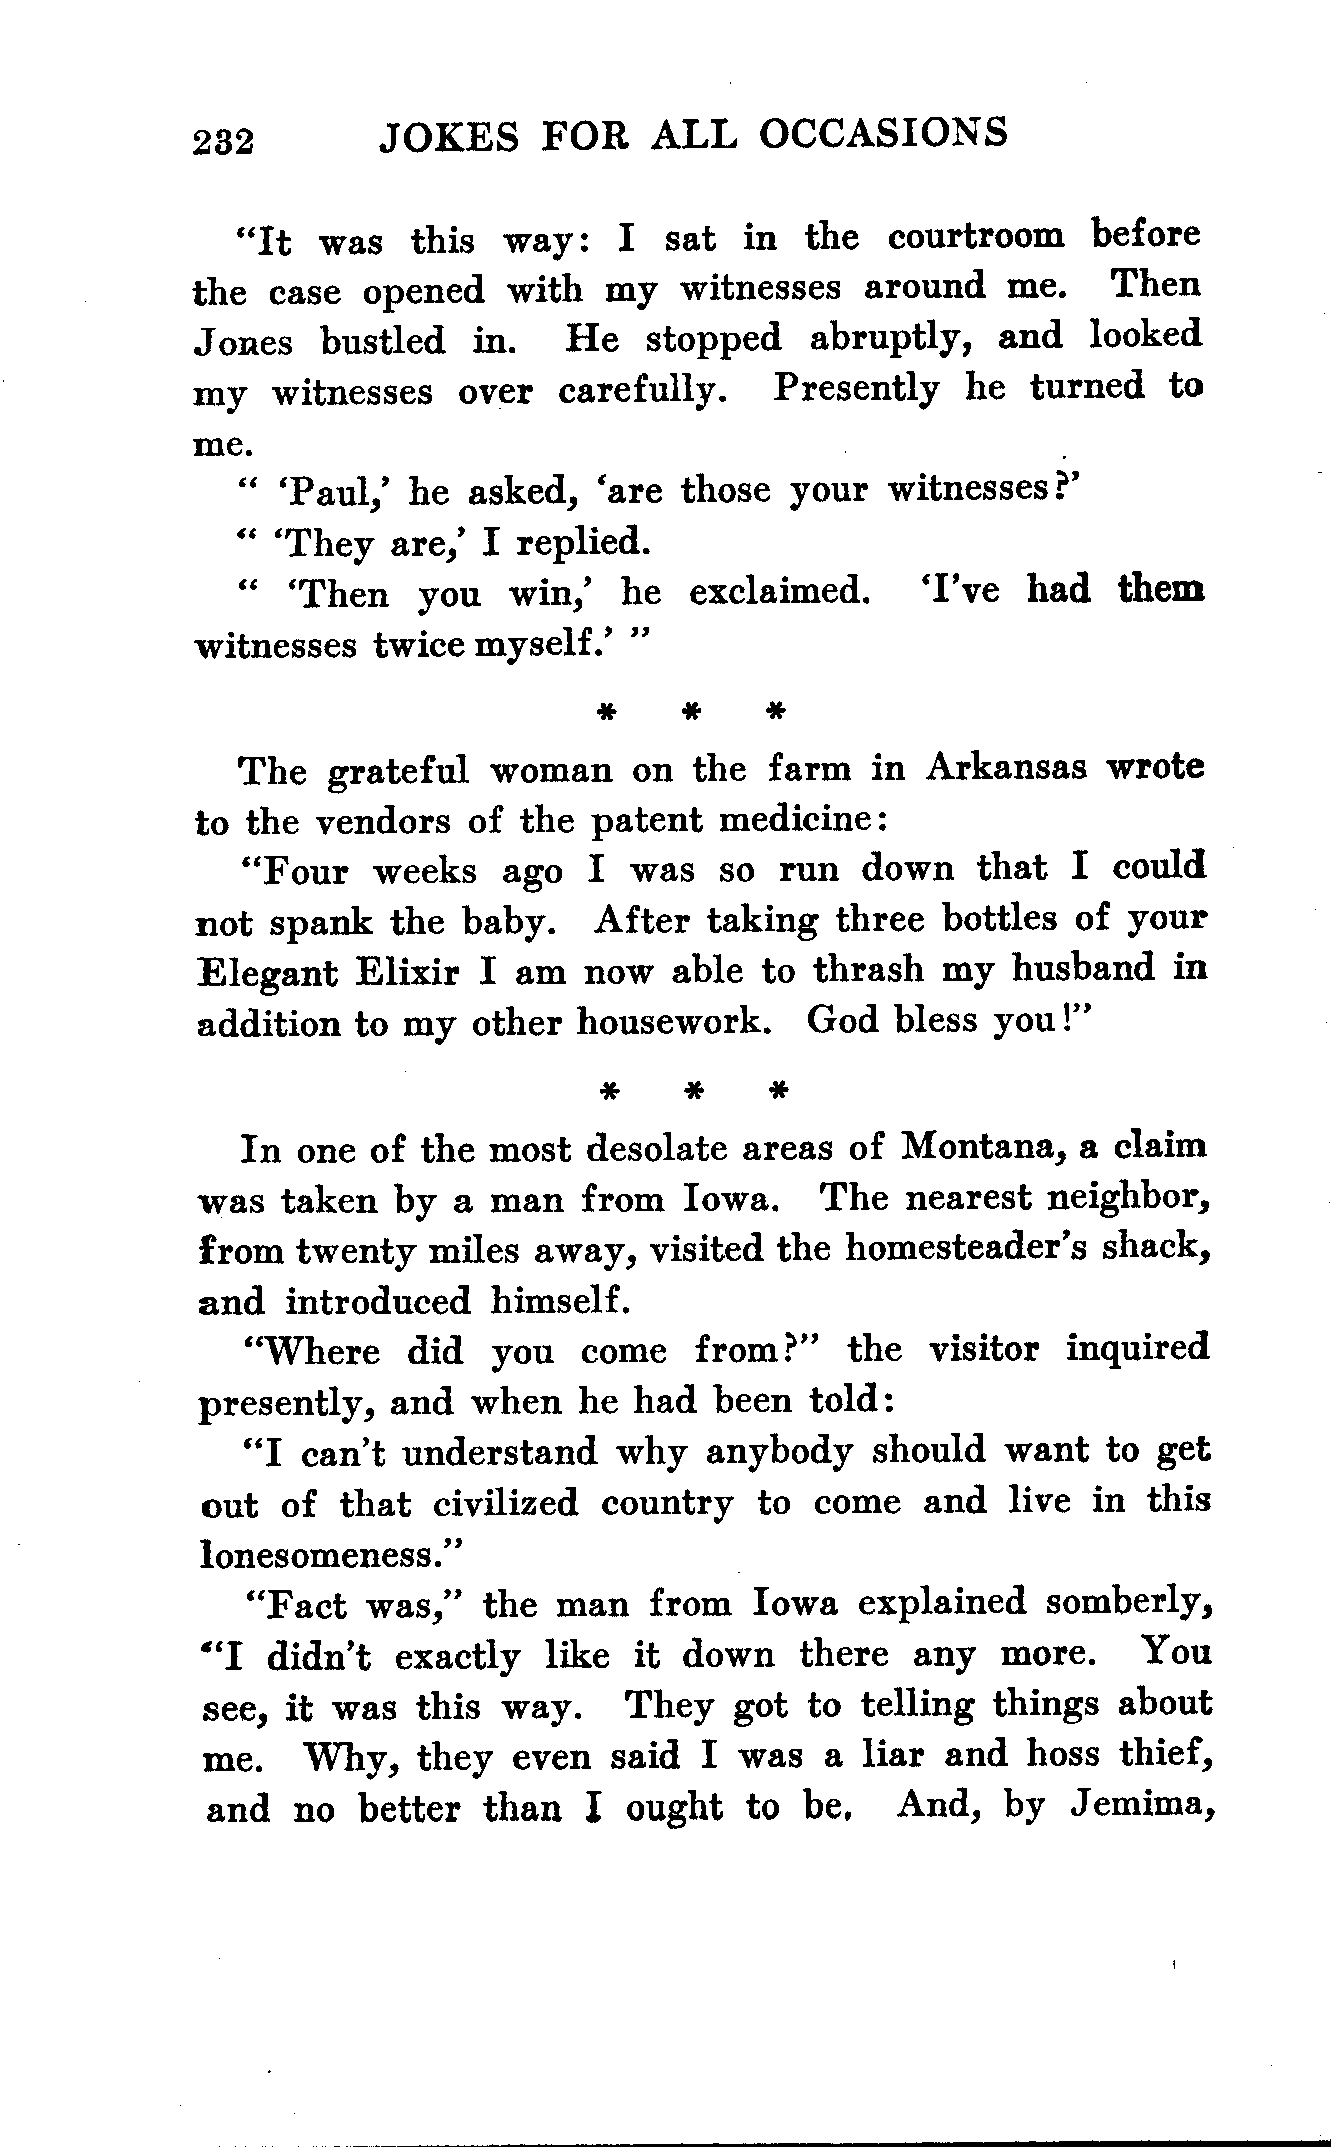 232 JOKES FOR ALL OCCASIONS
"It was this way: I sat in the courtroom before
the case opened with my witnesses around me. Then
Jones bustled in. He stopped abruptly, and looked
my witnesses over carefully. Presently he turned to
me.
" 'Paul,' he asked, 'are those your witnesses?'
" 'They are,' I replied.
" 'Then you win,' he exclaimed. 'I've had them
witnesses twice myself.' "
* * *
The grateful woman on the farm in Arkansas wrote
to the vendors of the patent medicine:
"Four weeks ago I was so run down that I could
not spank the baby. After taking three bottles of your
Elegant Elixir I am now able to thrash my husband in
addition to my other housework. God bless you!"
* * *
In one of the most desolate areas of Montana, a claim
was taken by a man from Iowa. The nearest neighbor,
from twenty miles away, visited the homesteader's shack,
and introduced himself.
"Where did you come from?" the visitor inquired
presently, and when he had been told:
"I can't understand why anybody should want to get
out of that civilized country to come and live in this
lonesomeness."
"Fact was," the man from Iowa explained somberly,
"I didn't exactly like it down there any more. You
see, it was this way. They got to telling things about
me. Why, they even said I was a liar and hoss thief,
and no better than I ought to be. And, by Jemima,